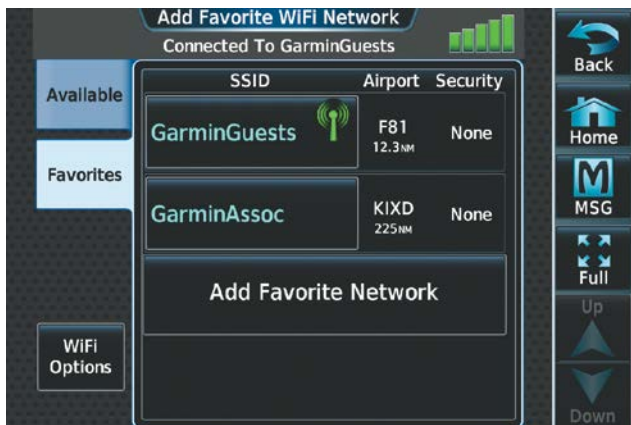 Add Favorite WiFi Network
Connected To GarminGuests
Available
Favorites
WiFi
Options
SSID Airport Security
GarminGuests F81 None
12.3NM
GarminAssoc KIXD None
225NM
Add Favorite Network
Back
Home
MSG
Full
Up
Down